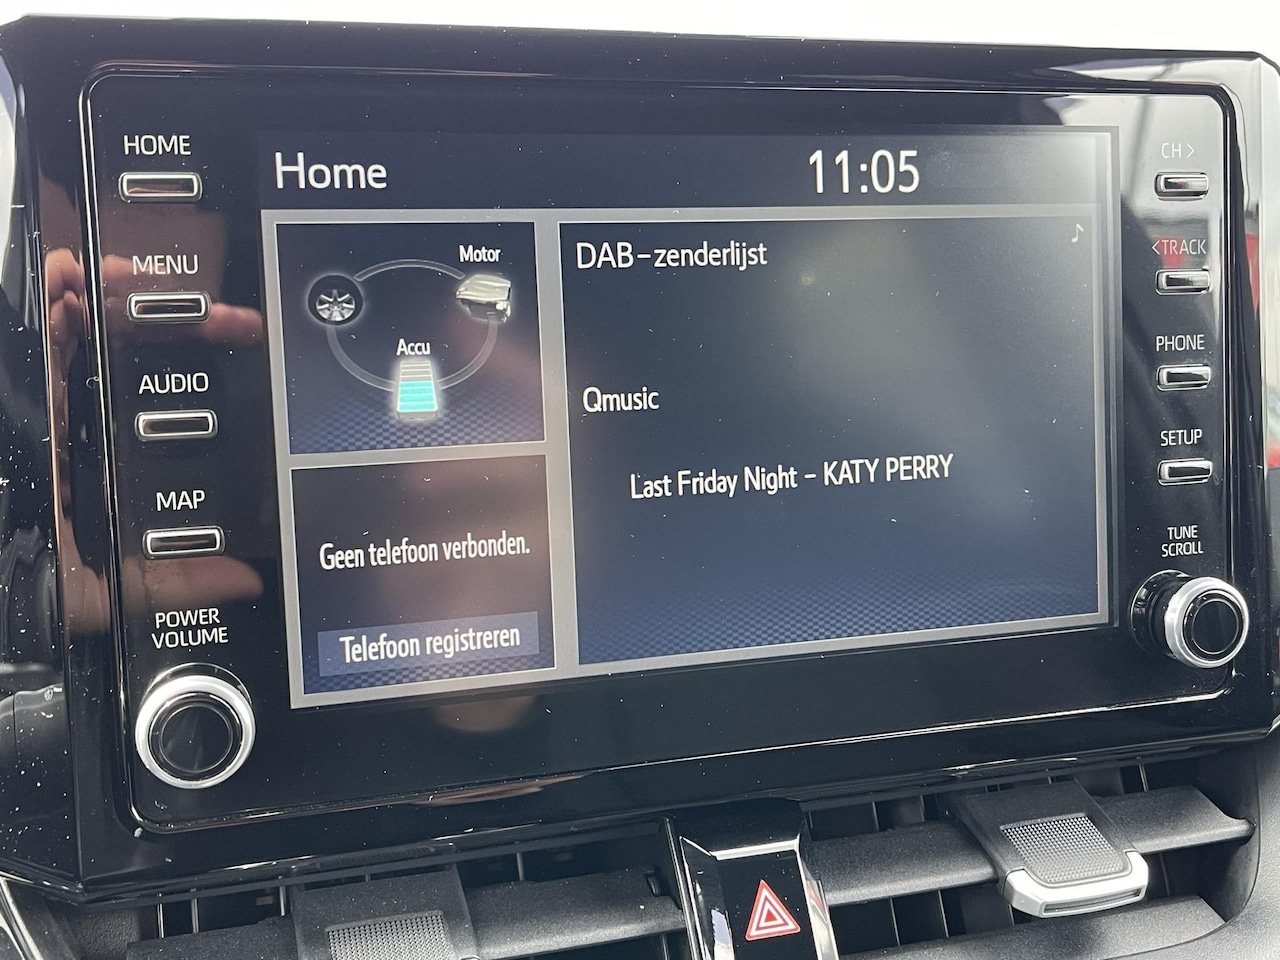 HOME
MENU
AUDIO
MAP
POWER
VOLUME
Home
11:05
Motor
Accu
Geen telefoon verbonden.
Telefoon registreren
DAB-zenderlijst
Qmusic
Last Friday Night - KATY PERRY
CH >
< TRACK
PHONE
SETUP
TUNE
SCROLL